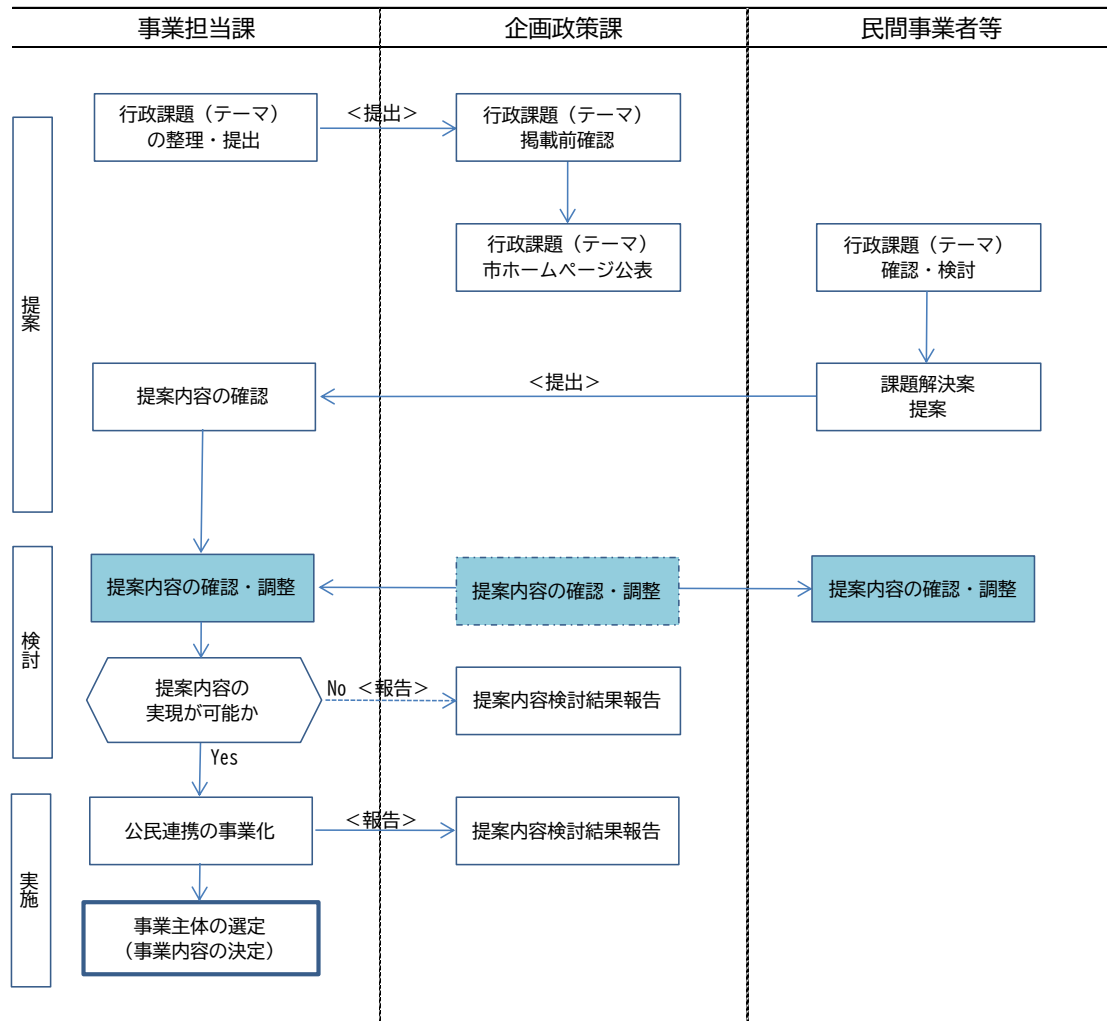 事業担当課
企画政策課
民間事業者等
提案
行政課題（テーマ）
の整理・提出
＜提出＞
行政課題（テーマ）
掲載前確認
行政課題（テーマ）
市ホームページ公表
行政課題（テーマ）
確認・検討
提案内容の確認
＜提出＞
課題解決案
提案
検討
提案内容の確認・調整
提案内容の確認・調整
提案内容の確認・調整
提案内容の
実現が可能か
No ＜報告＞
提案内容検討結果報告
Yes
実施
公民連携の事業化
＜報告＞
提案内容検討結果報告
事業主体の選定
（事業内容の決定）